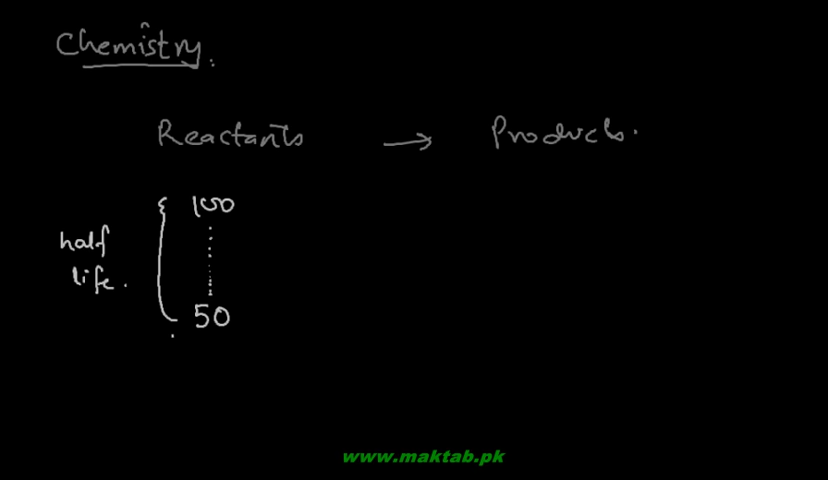 Chemistry.
Reactants → Products.
100
half
life.
50
www.maktab.pk